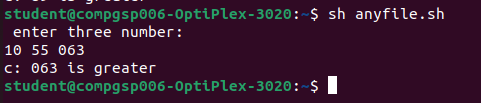 student@compgsp006-OptiPlex-3020:~$ sh anyfile.sh
enter three number:
10 55 063
c: 063 is greater
student@compgsp006-OptiPlex-3020:~$